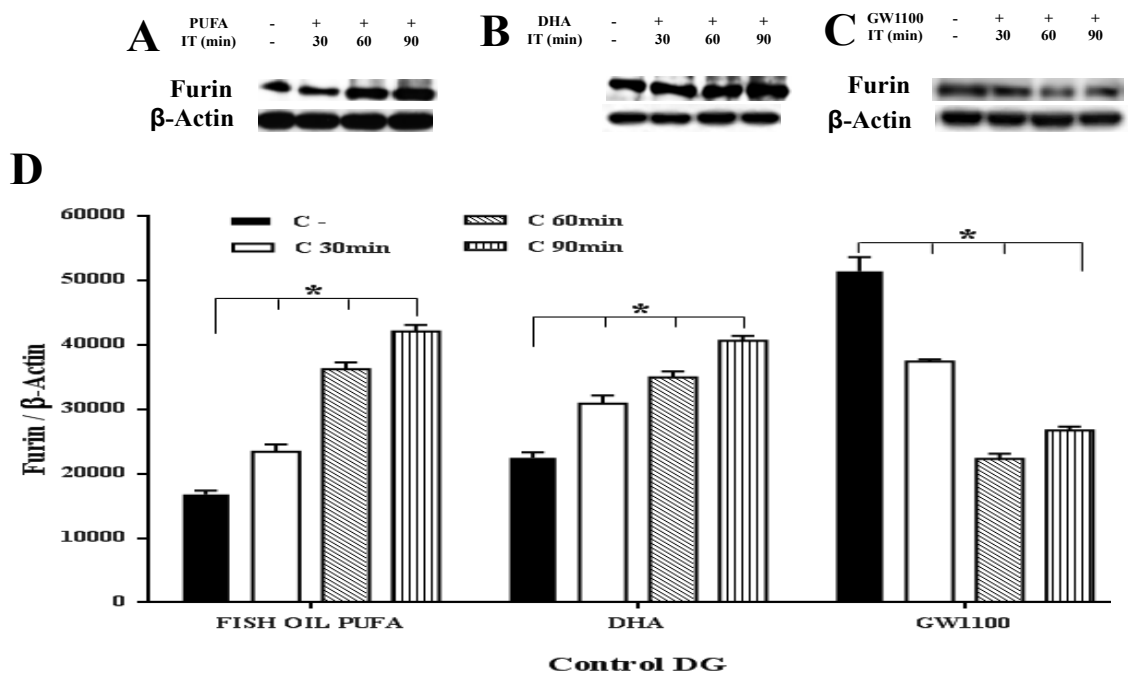 A
PUFA - + + +
IT (min) - 30 60 90
Furin
β-Actin
B
DHA - + + +
IT (min) - 30 60 90
C
GW1100 - + + +
IT (min) - 30 60 90
Furin
β-Actin
D
60000
50000
40000
30000
20000
10000
0
Furin / β-Actin
C -
C 30min
C 60min
C 90min
*
*
*
FISH OIL PUFA
DHA
GW1100
Control DG